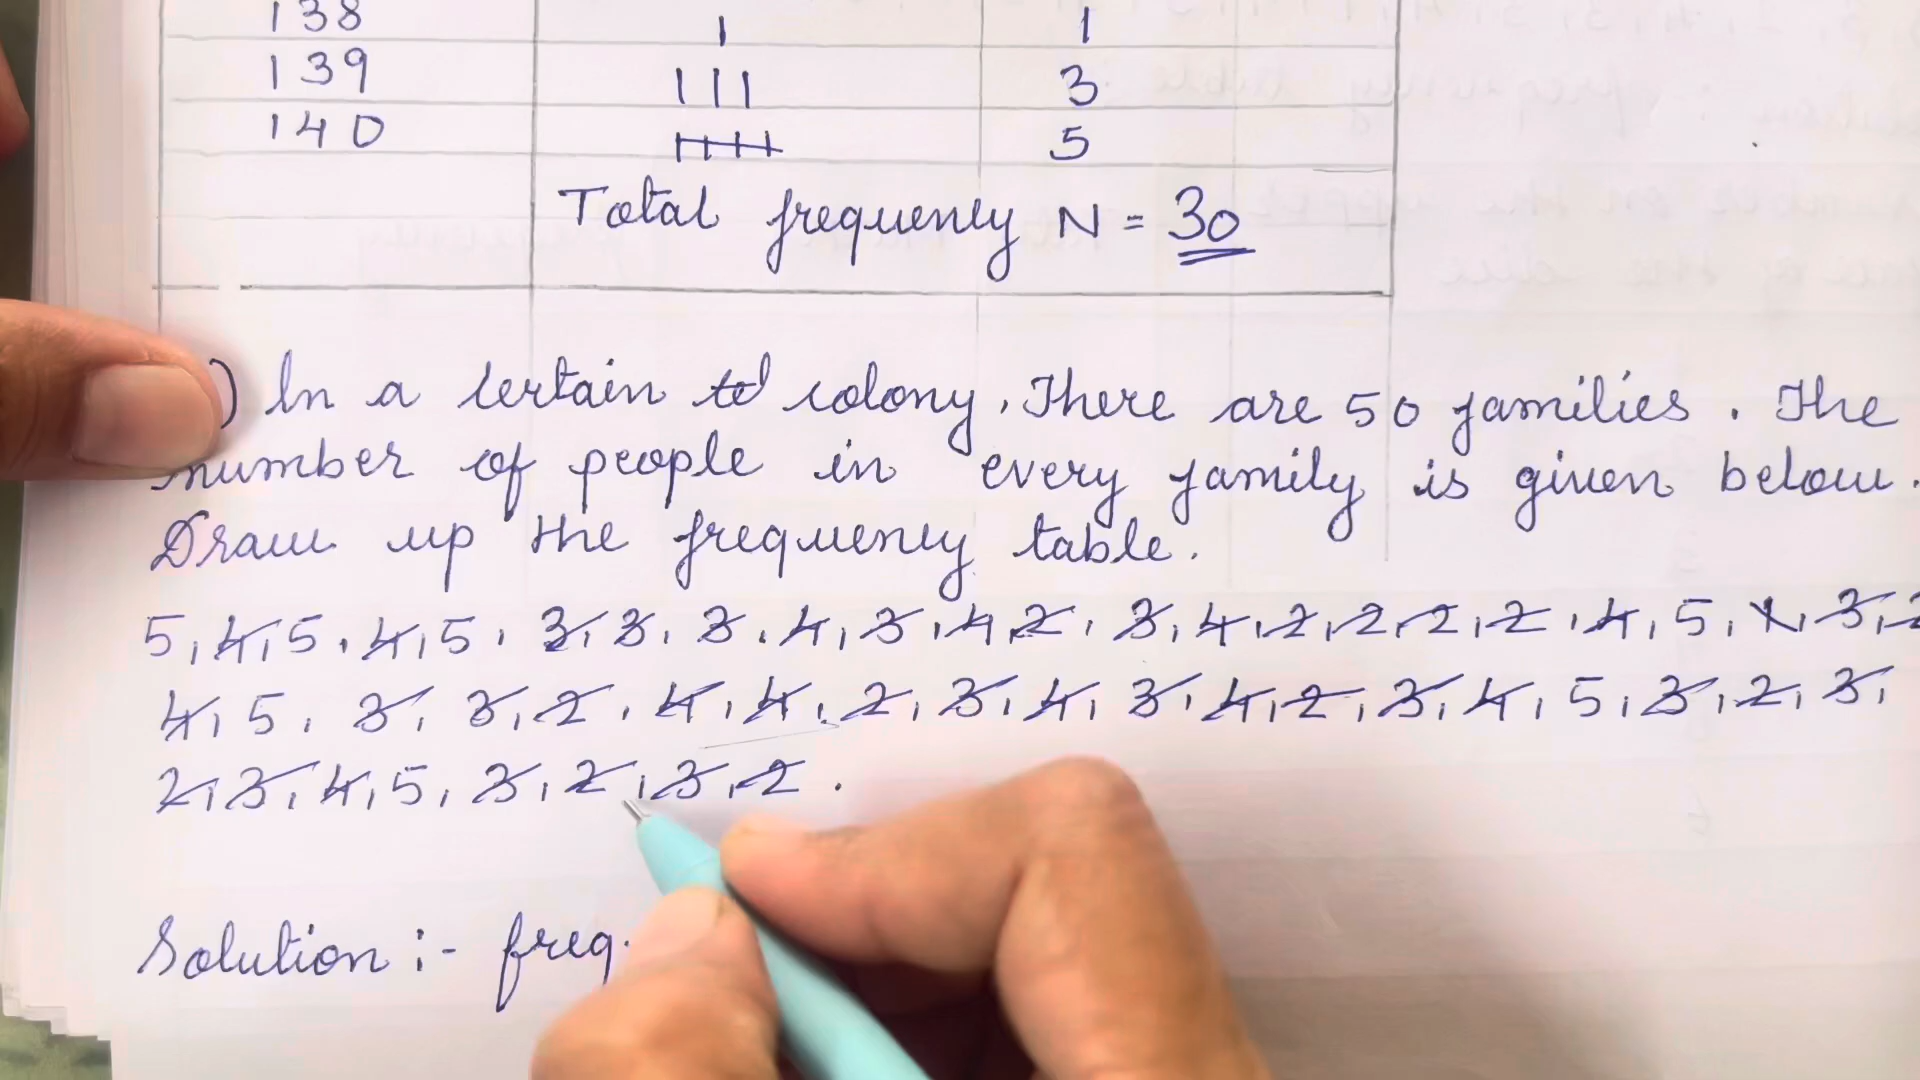 138 | 1
139 ||| 3
140 |||| 5
Total frequency N = 30
) In a certain colony, There are 50 families. The
number of people in every family is given below.
Draw up the frequency table.
5, 4, 5, 4, 5, 3, 3, 3, 4, 3, 4, 2, 3, 4, 2, 2, 2, 2, 4, 5, 1, 3, 2
4, 5, 3, 3, 2, 4, 4, 2, 3, 4, 3, 4, 2, 3, 4, 5, 3, 2, 3,
2, 3, 4, 5, 3, 2, 3, 2.
Solution :- freq.